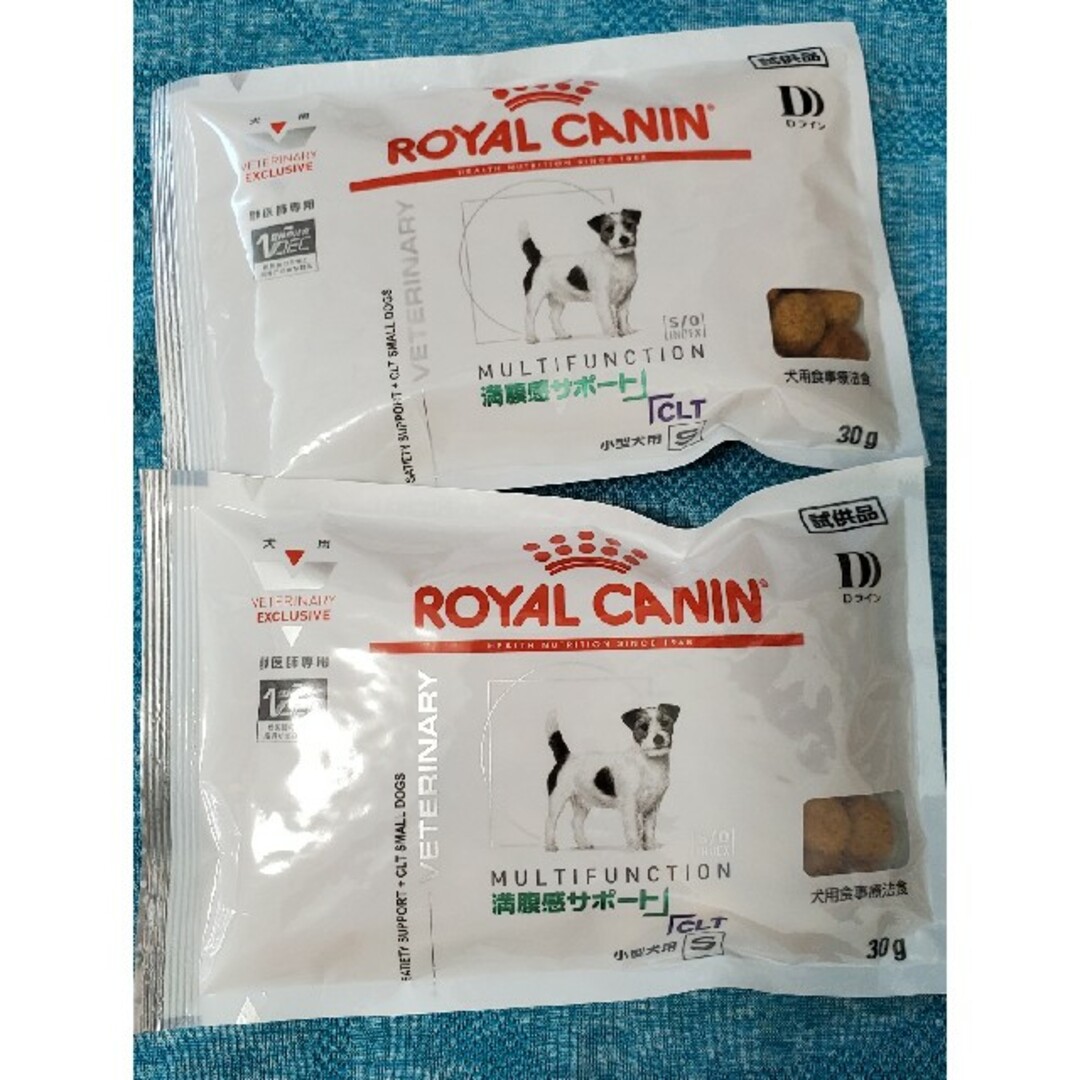 試供品
D
Dライン
犬 用
VETERINARY
EXCLUSIVE
獣医師専用
ROYAL CANIN
HEALTH NUTRITION SINCE 1968
VETERINARY
SATIETY SUPPORT + CLT SMALL DOGS
S/O
INDEX
MULTIFUNCTION
満腹感サポート」
「CLT
小型犬用 S
犬用食事療法食
30g
試供品
D
Dライン
犬 用
VETERINARY
EXCLUSIVE
獣医師専用
ROYAL CANIN
HEALTH NUTRITION SINCE 1968
VETERINARY
SATIETY SUPPORT + CLT SMALL DOGS
S/O
INDEX
MULTIFUNCTION
満腹感サポート」
「CLT
小型犬用 S
犬用食事療法食
30g